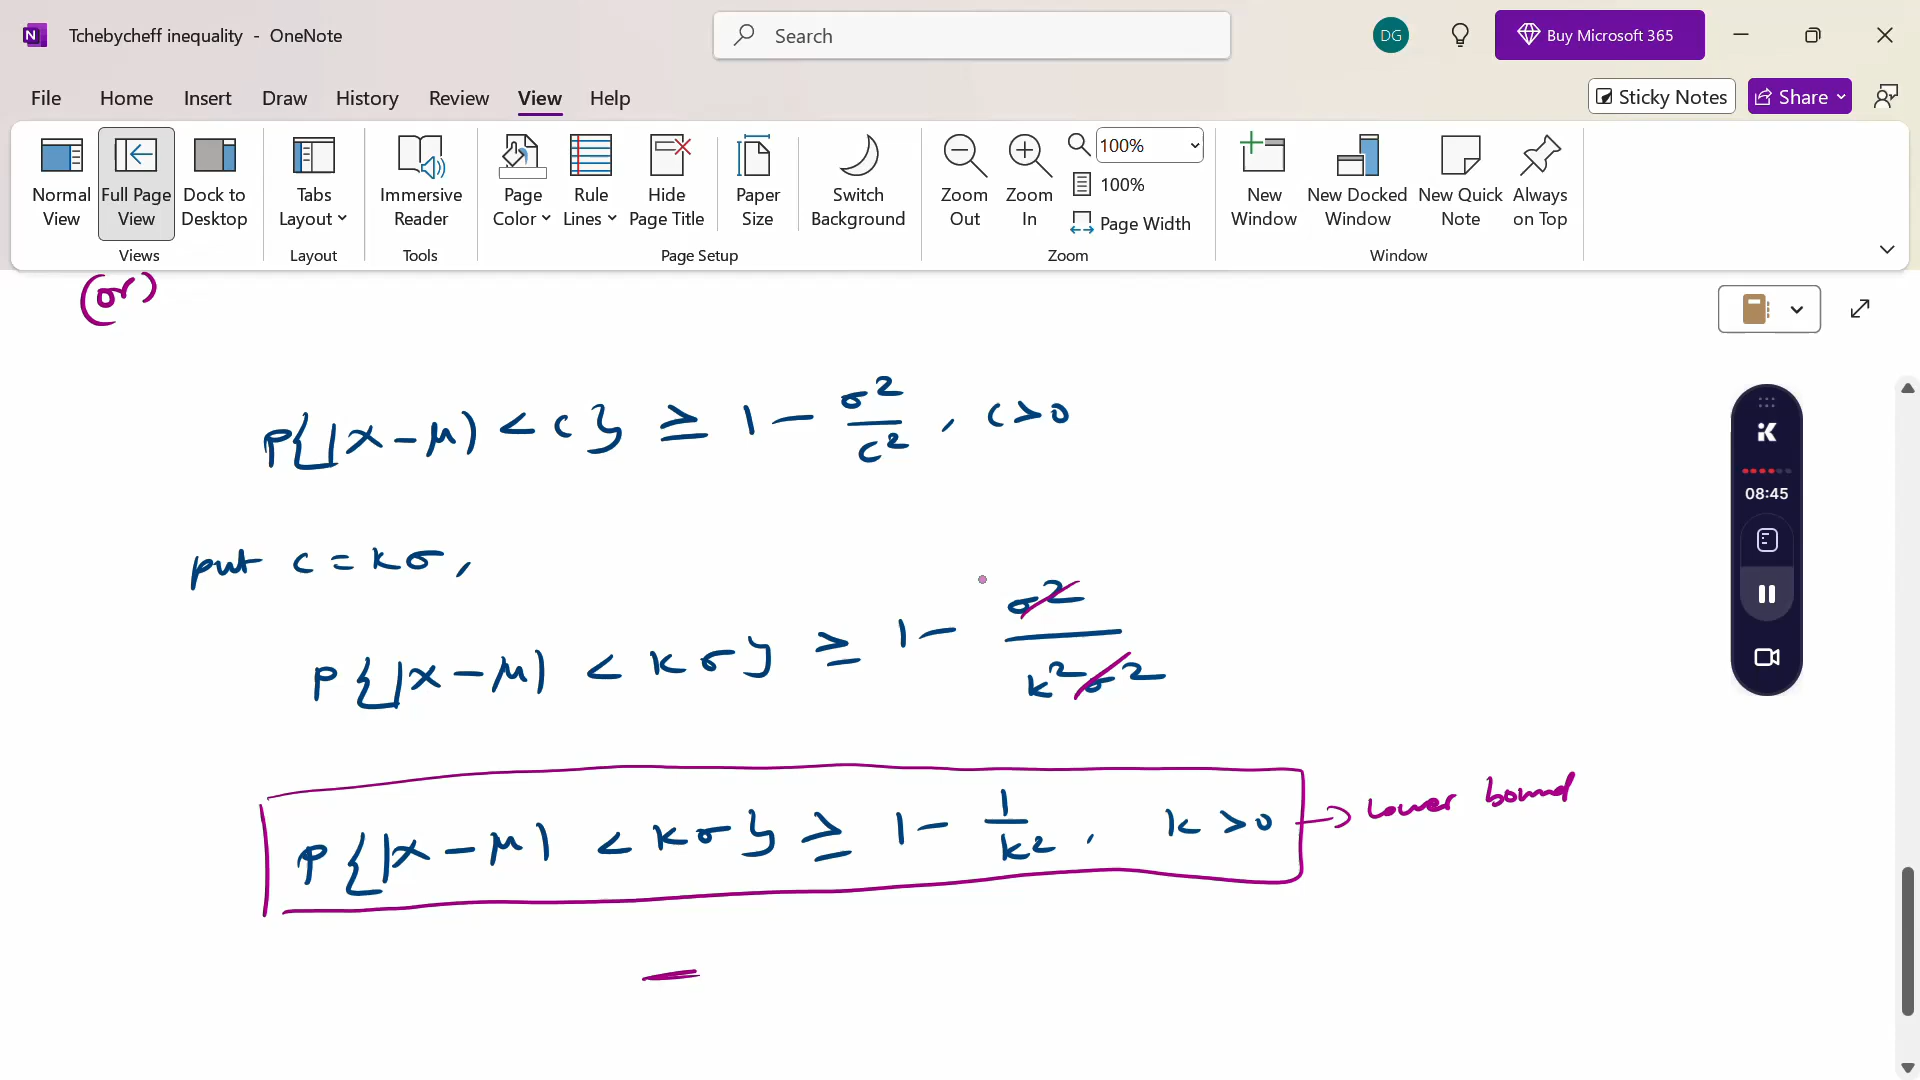 Tchebycheff inequality - OneNote
Search
DG
Buy Microsoft 365
File Home Insert Draw History Review View Help
Sticky Notes Share
Normal View
Full Page View
Dock to Desktop
Views
Tabs Layout
Layout
Immersive Reader
Tools
Page Color
Rule Lines
Hide Page Title
Paper Size
Switch Background
Page Setup
Zoom Out
Zoom In
100%
100%
Page Width
Zoom
New Window
New Docked Window
New Quick Note
Always on Top
Window
(or)
P{|X-μ| < c} ≥ 1 - σ²/c², c>0
08:45
put c = kσ,
P{|X-μ| < kσ} ≥ 1 - σ²/k²σ²
P{|X-μ| < kσ} ≥ 1 - 1/k², k>0 → Lower bound